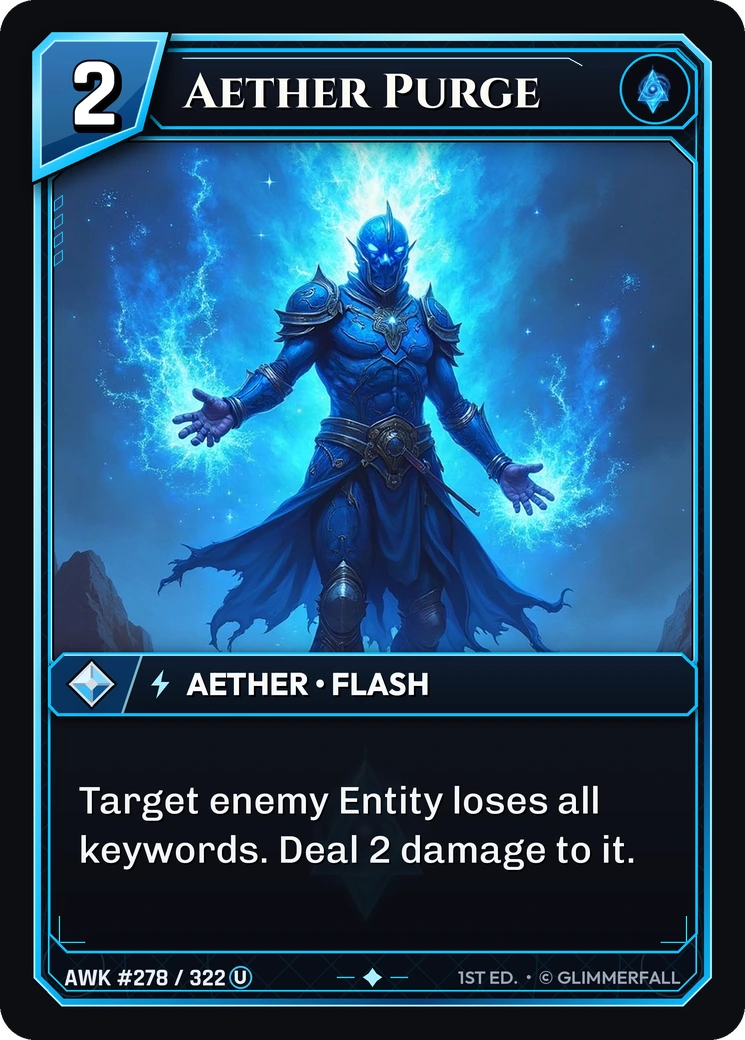 2
AETHER PURGE
AETHER • FLASH
Target enemy Entity loses all
keywords. Deal 2 damage to it.
AWK #278 / 322 U
1ST ED. • © GLIMMERFALL